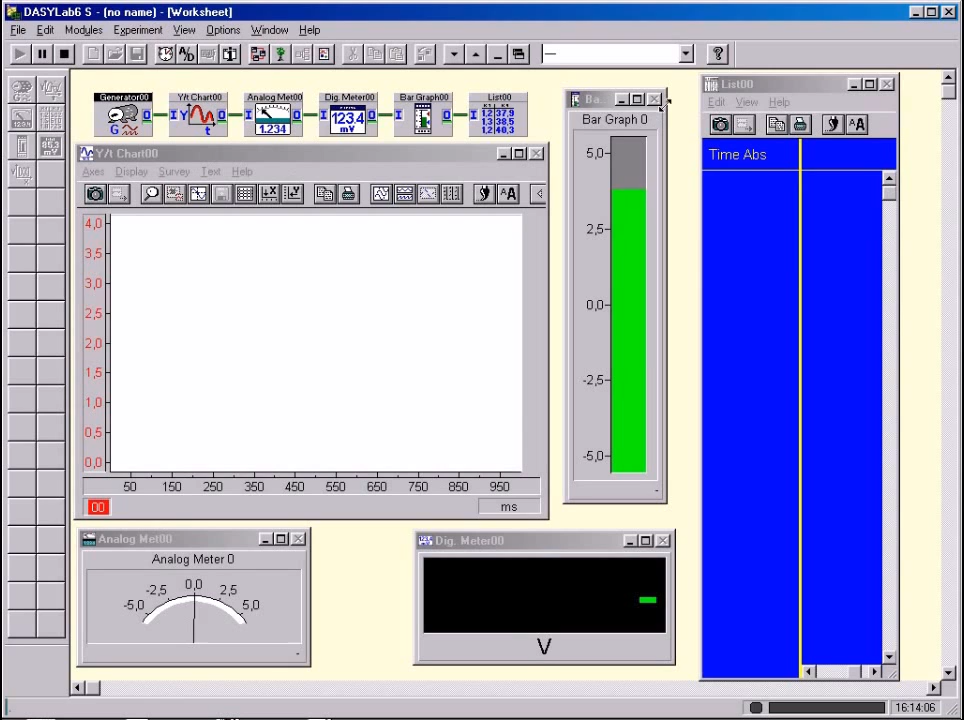 DASYLab6 S - (no name) - [Worksheet]
File Edit Modules Experiment View Options Window Help
Generator00 Y/t Chart00 Analog Met00 Dig. Meter00 Bar Graph00 List00
Y/t Chart00
Axes Display Survey Text Help
4,0
3,5
3,0
2,5
2,0
1,5
1,0
0,5
0,0
50 150 250 350 450 550 650 750 850 950
00
ms
Ba...
Bar Graph 0
5,0
2,5
0,0
-2,5
-5,0
List00
Edit View Help
AA
Time Abs
Analog Met00
Analog Meter 0
-5,0 -2,5 0,0 2,5 5,0
Dig. Meter00
V
16:14:06